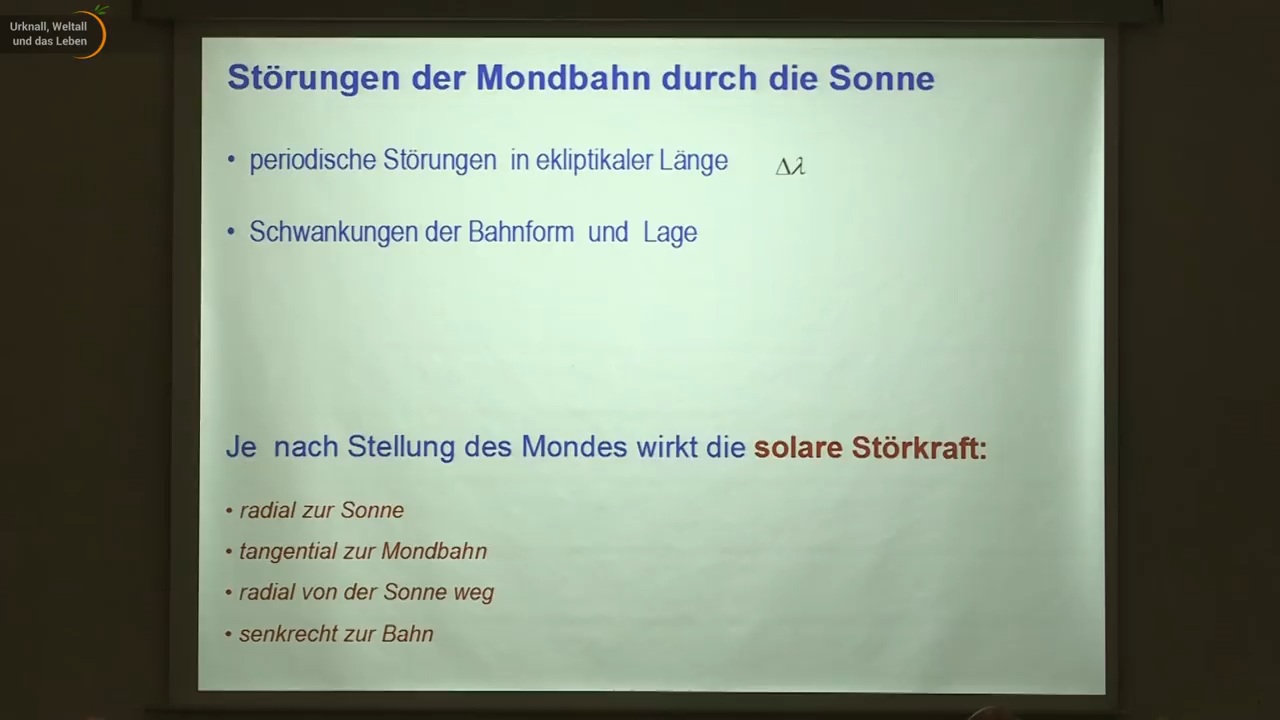 Urknall, Weltall
und das Leben
Störungen der Mondbahn durch die Sonne
• periodische Störungen in ekliptikaler Länge Δλ
• Schwankungen der Bahnform und Lage
Je nach Stellung des Mondes wirkt die solare Störkraft:
• radial zur Sonne
• tangential zur Mondbahn
• radial von der Sonne weg
• senkrecht zur Bahn